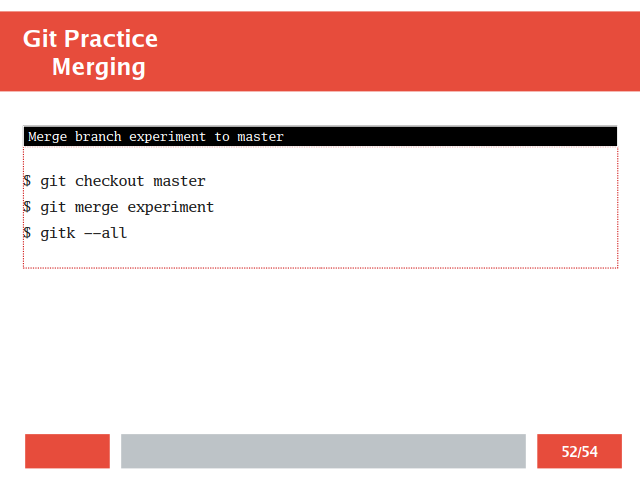 Git Practice
Merging
Merge branch experiment to master
$ git checkout master
$ git merge experiment
$ gitk --all
52/54